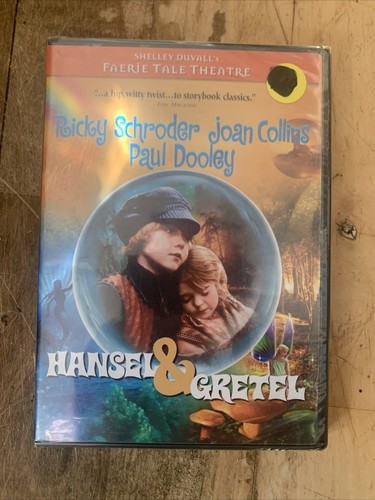 SHELLEY DUVALL's
FAERIE TALE THEATRE
"...a hip, witty twist...to storybook classics."
Ricky Schroder Joan Collins
Paul Dooley
HANSEL &
GRETEL